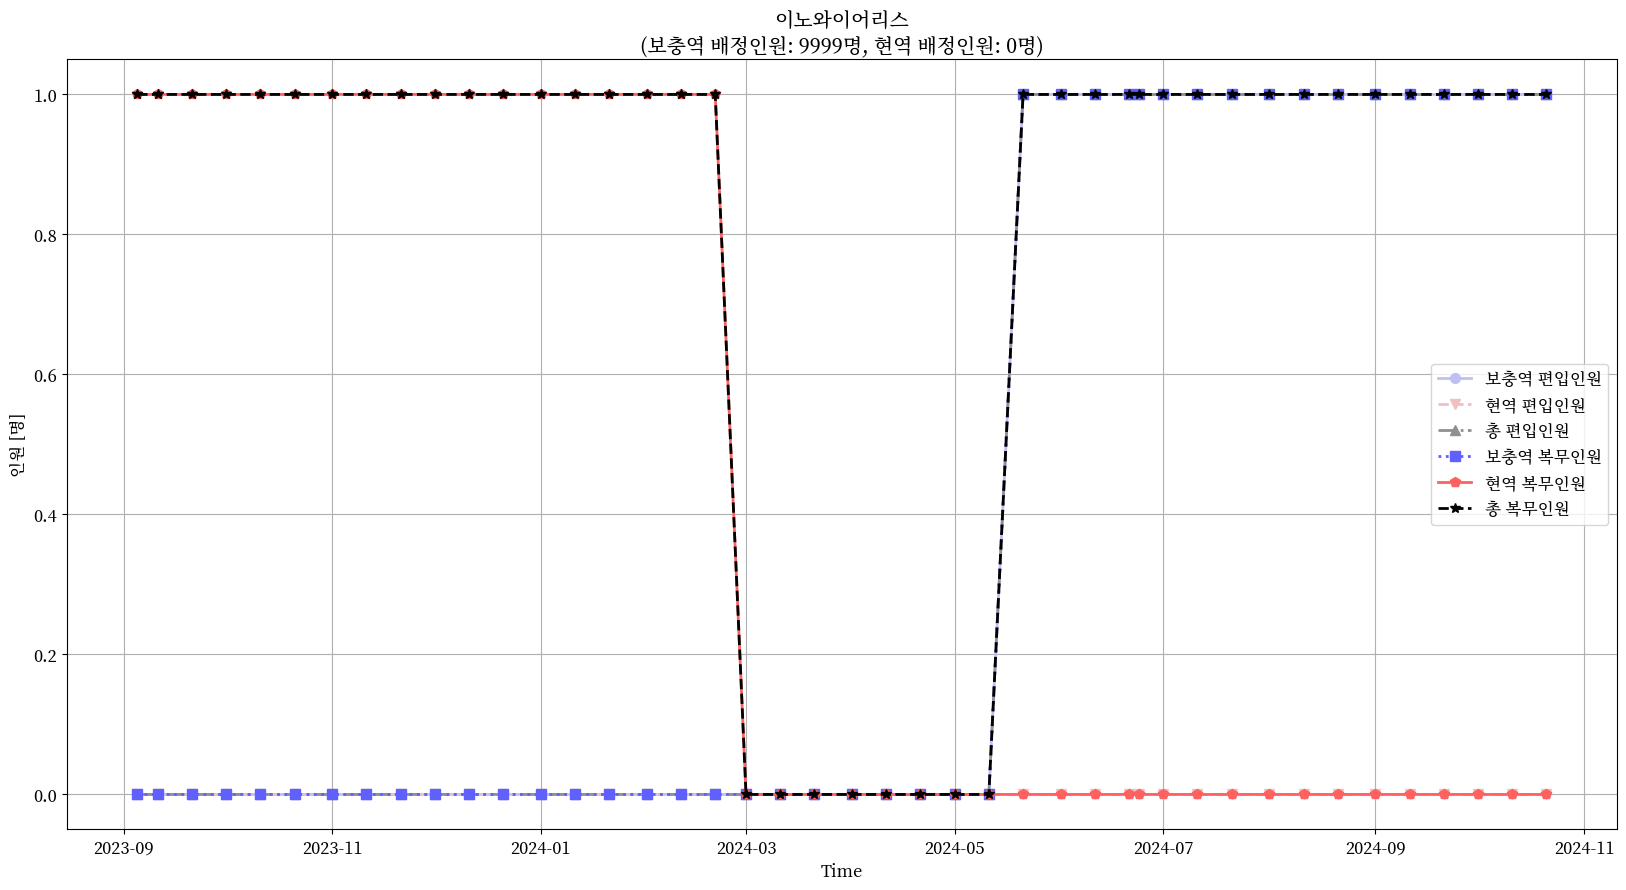 이노와이어리스
(보충역 배정인원: 9999명, 현역 배정인원: 0명)
인원 [명]
1.0
0.8
0.6
0.4
0.2
0.0
보충역 편입인원
현역 편입인원
총 편입인원
보충역 복무인원
현역 복무인원
총 복무인원
2023-09
2023-11
2024-01
2024-03
2024-05
2024-07
2024-09
2024-11
Time